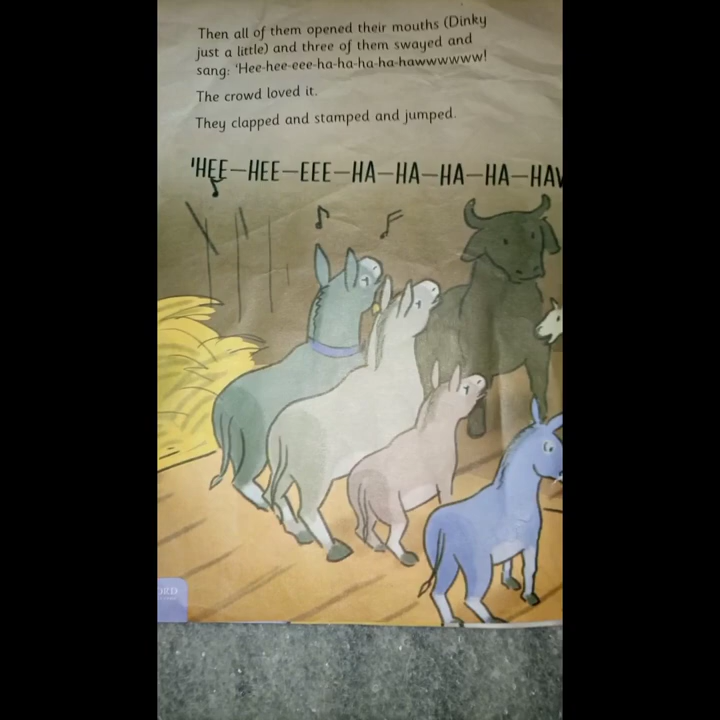 Then all of them opened their mouths (Dinky
just a little) and three of them swayed and
sang: 'Hee-hee-eee-ha-ha-ha-ha-hawwwwww!
The crowd loved it.
They clapped and stamped and jumped.
'HEE—HEE—EEE—HA—HA—HA—HA—HAW